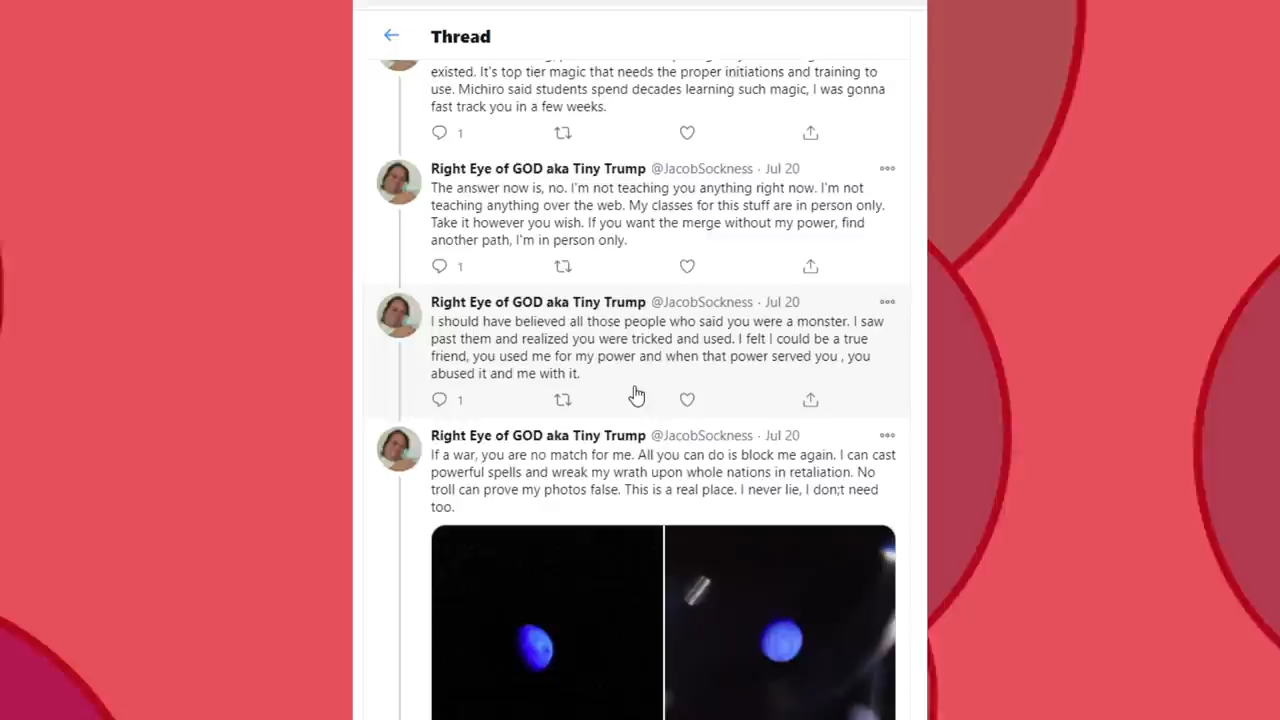 Thread
existed. It's top tier magic that needs the proper initiations and training to
use. Michiro said students spend decades learning such magic, I was gonna
fast track you in a few weeks.
1
Right Eye of GOD aka Tiny Trump @JacobSockness · Jul 20
The answer now is, no. I'm not teaching you anything right now. I'm not
teaching anything over the web. My classes for this stuff are in person only.
Take it however you wish. If you want the merge without my power, find
another path, I'm in person only.
1
Right Eye of GOD aka Tiny Trump @JacobSockness · Jul 20
I should have believed all those people who said you were a monster. I saw
past them and realized you were tricked and used. I felt I could be a true
friend, you used me for my power and when that power served you , you
abused it and me with it.
1
Right Eye of GOD aka Tiny Trump @JacobSockness · Jul 20
If a war, you are no match for me. All you can do is block me again. I can cast
powerful spells and wreak my wrath upon whole nations in retaliation. No
troll can prove my photos false. This is a real place. I never lie, I don;t need
too.